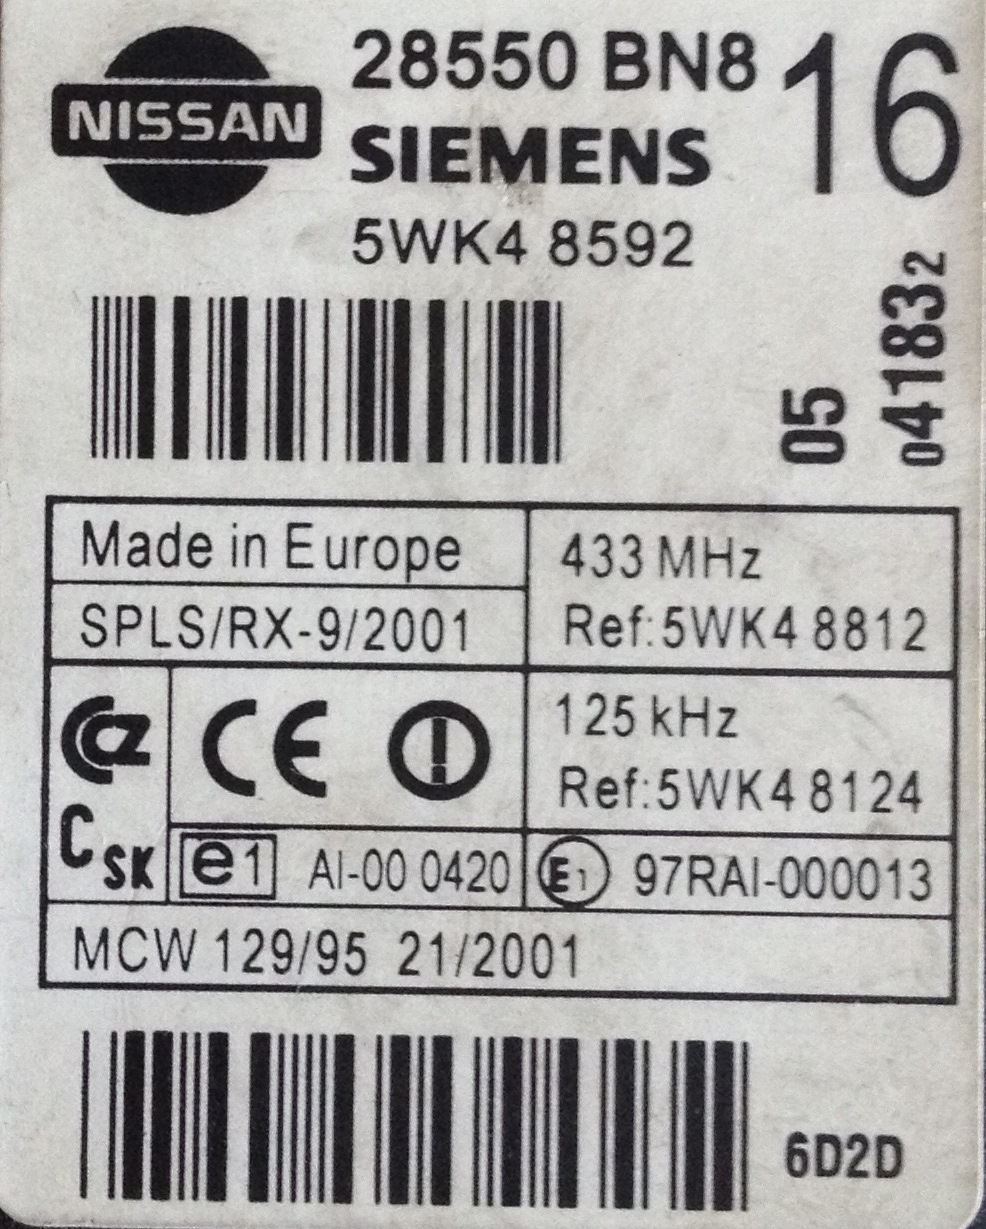 NISSAN
28550 BN8
16
SIEMENS
5WK4 8592
05
041832
Made in Europe
433 MHz
SPLS/RX-9/2001
Ref:5WK4 8812
CZ
CE
125 kHz
Ref:5WK4 8124
C SK
e1
AI-00 0420
E1
97RAI-000013
MCW 129/95 21/2001
6D2D